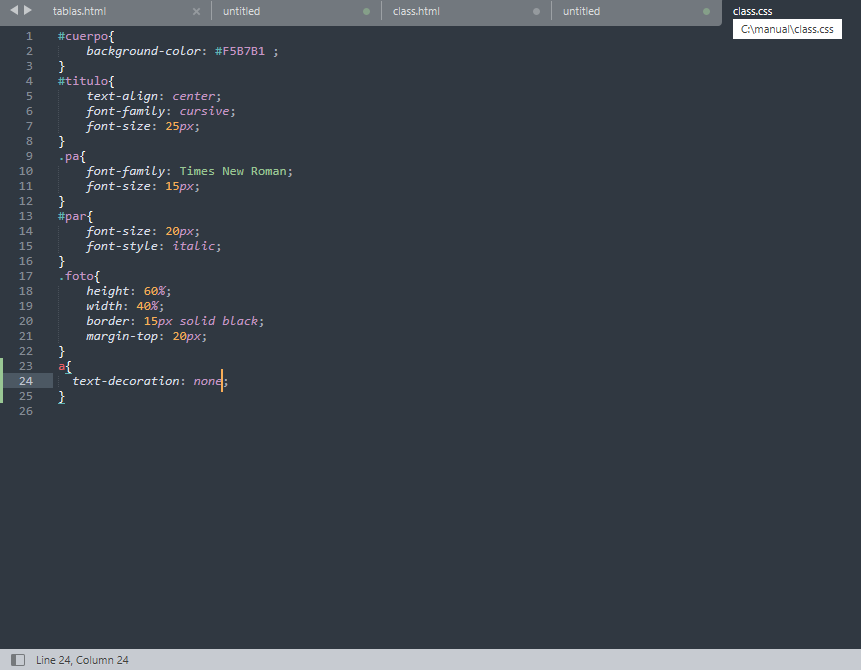 tablas.html untitled class.html untitled class.css
C:\manual\class.css
1 #cuerpo{
2 background-color: #F5B7B1 ;
3 }
4 #titulo{
5 text-align: center;
6 font-family: cursive;
7 font-size: 25px;
8 }
9 .pa{
10 font-family: Times New Roman;
11 font-size: 15px;
12 }
13 #par{
14 font-size: 20px;
15 font-style: italic;
16 }
17 .foto{
18 height: 60%;
19 width: 40%;
20 border: 15px solid black;
21 margin-top: 20px;
22 }
23 a{
24 text-decoration: none;
25 }
26
Line 24, Column 24